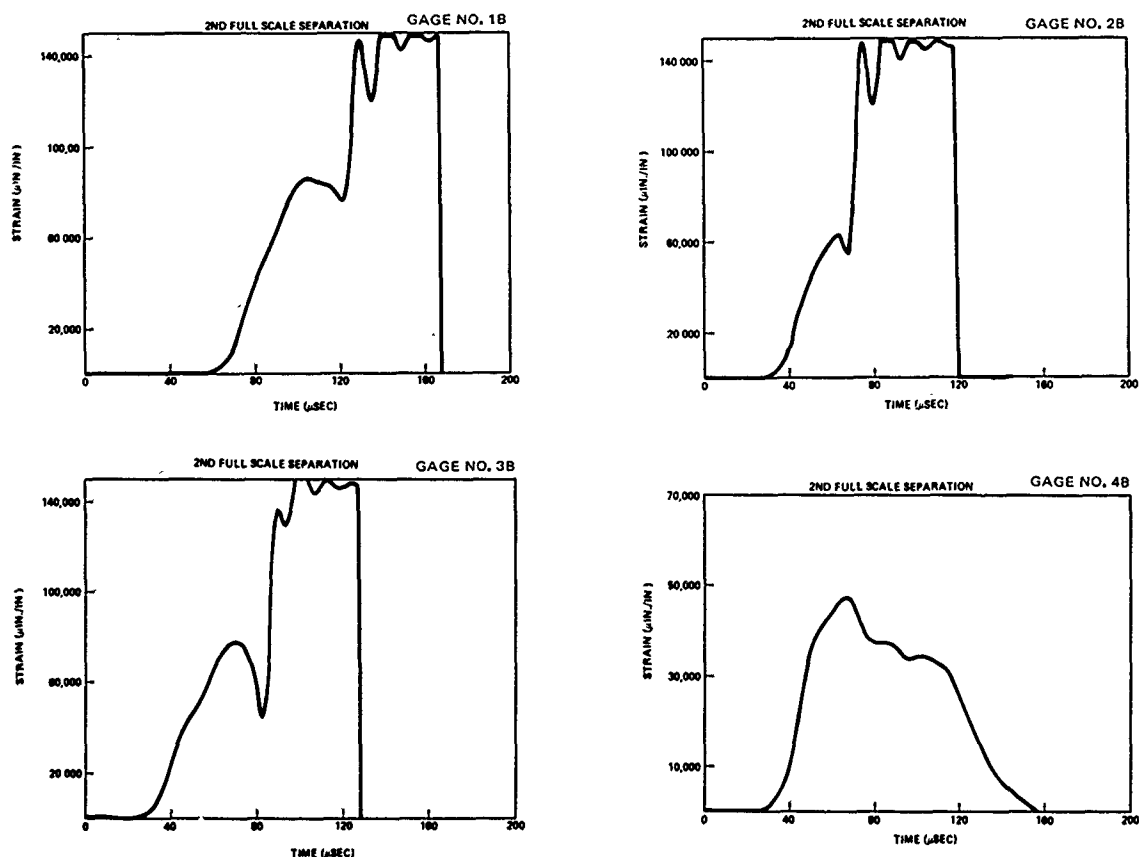 2ND FULL SCALE SEPARATION GAGE NO. 1B
STRAIN (μIN /IN )
140,000
100,00
60 000
20,000
0 40 80 120 160 200
TIME (μSEC)
2ND FULL SCALE SEPARATION GAGE NO. 2B
STRAIN (μIN./IN )
140 000
100 000
60,000
20 000
0 40 80 120 160 200
TIME (μSEC)
2ND FULL SCALE SEPARATION GAGE NO. 3B
STRAIN (μIN./IN )
140,000
100,000
60,000
20 000
0 40 80 120 160 200
TIME (μSEC)
2ND FULL SCALE SEPARATION GAGE NO. 4B
STRAIN (μIN./IN )
70,000
50,000
30,000
10,000
0 40 80 120 160 200
TIME (μSEC)